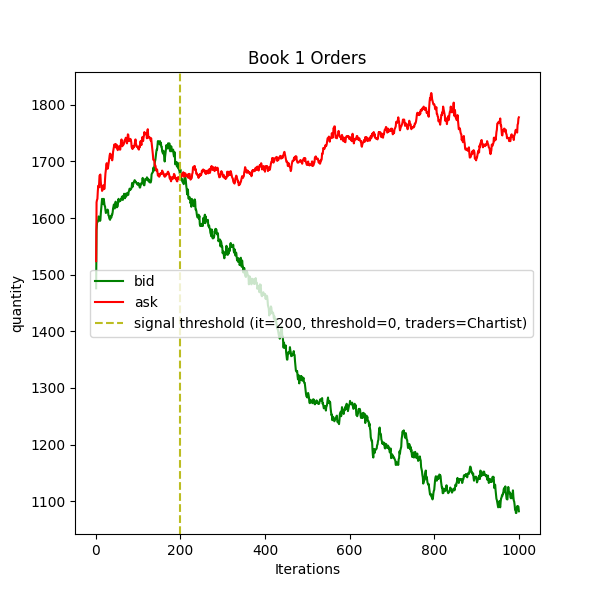 Book 1 Orders
quantity
1800
1700
1600
1500
1400
1300
1200
1100
bid
ask
signal threshold (it=200, threshold=0, traders=Chartist)
0 200 400 600 800 1000
Iterations